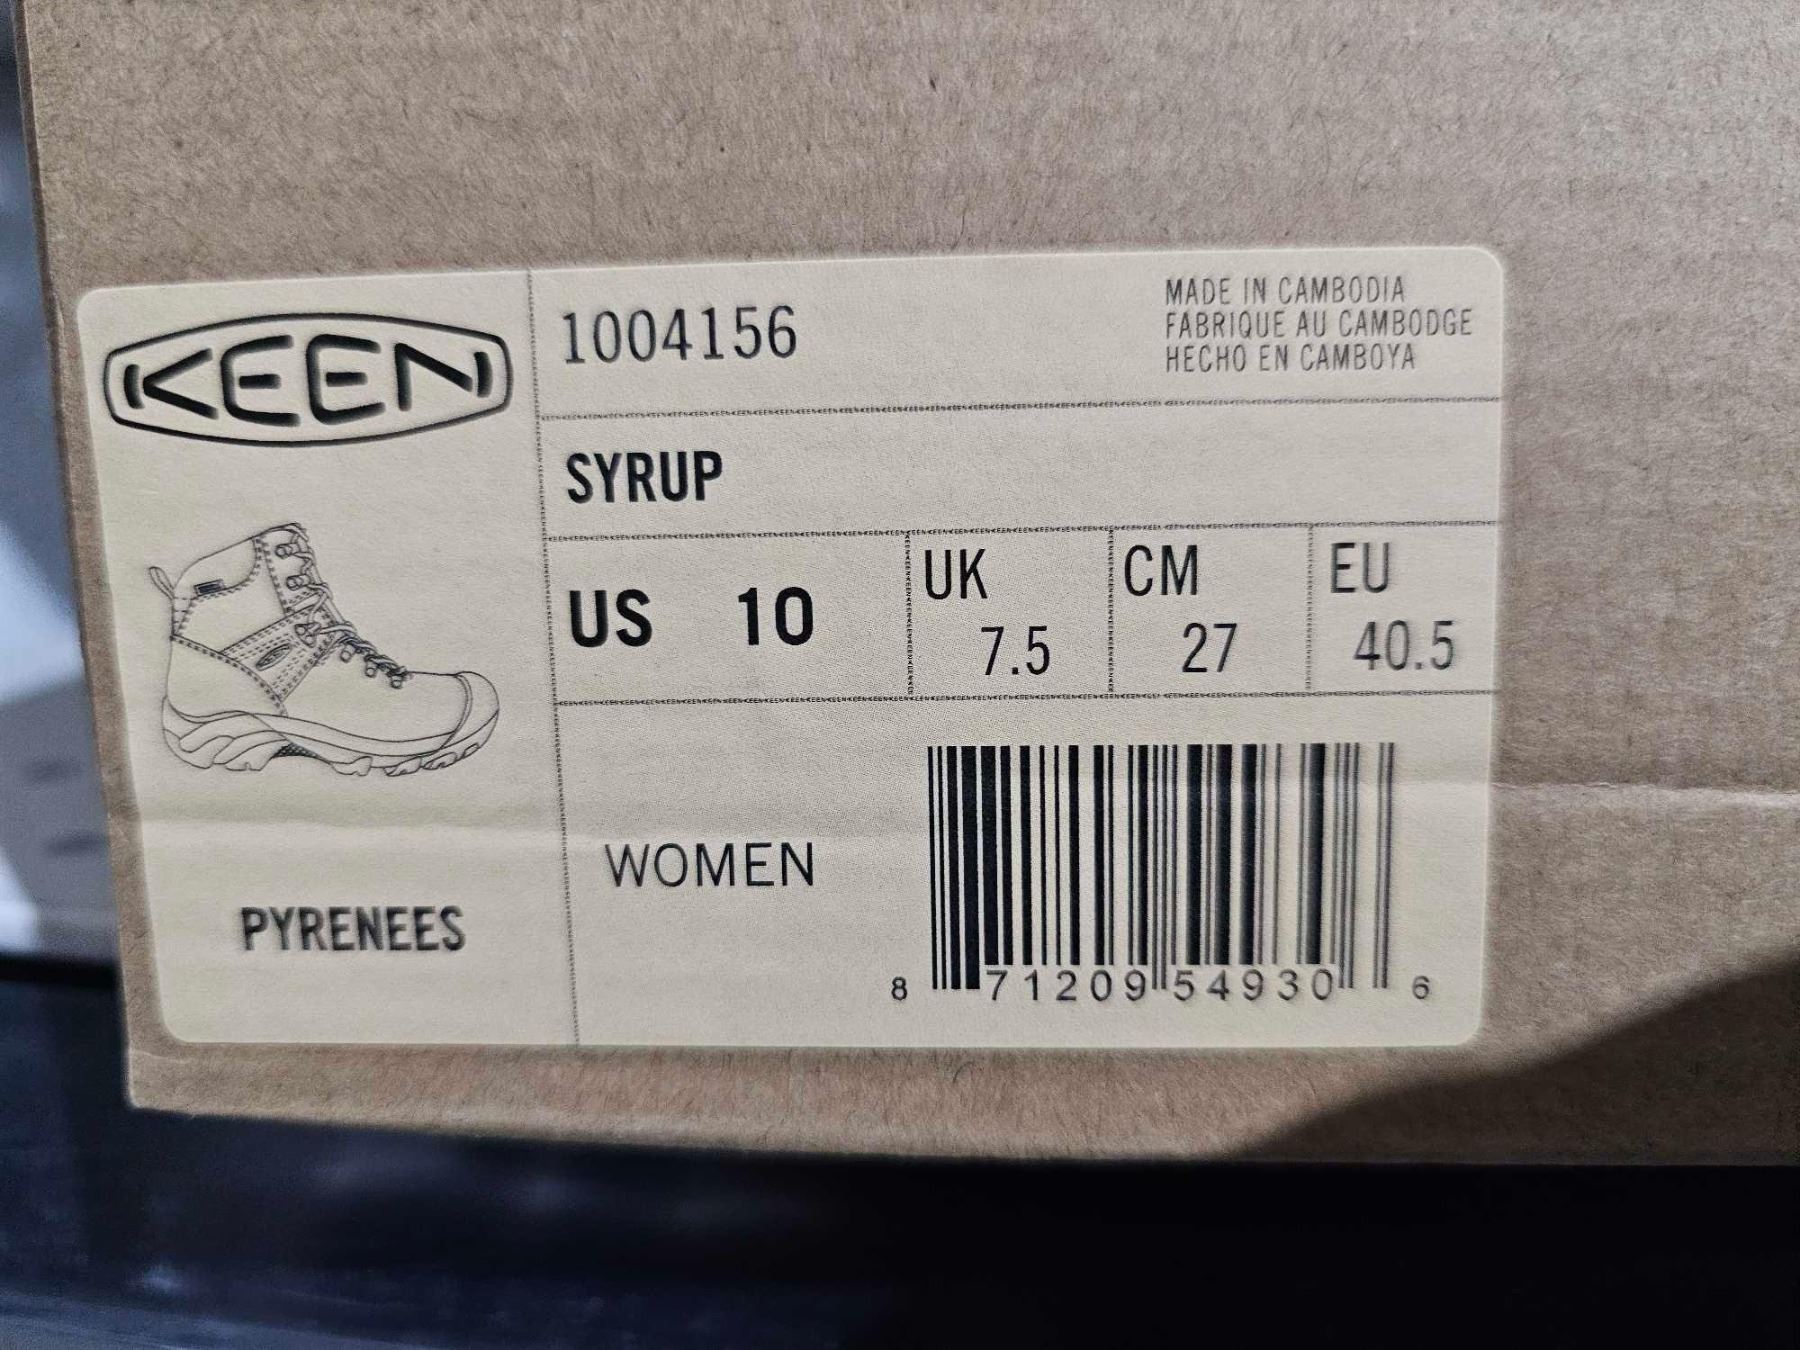 KEEN
1004156
MADE IN CAMBODIA
FABRIQUE AU CAMBODGE
HECHO EN CAMBOYA
SYRUP
US 10
UK 7.5
CM 27
EU 40.5
WOMEN
PYRENEES
8 71209 54930 6